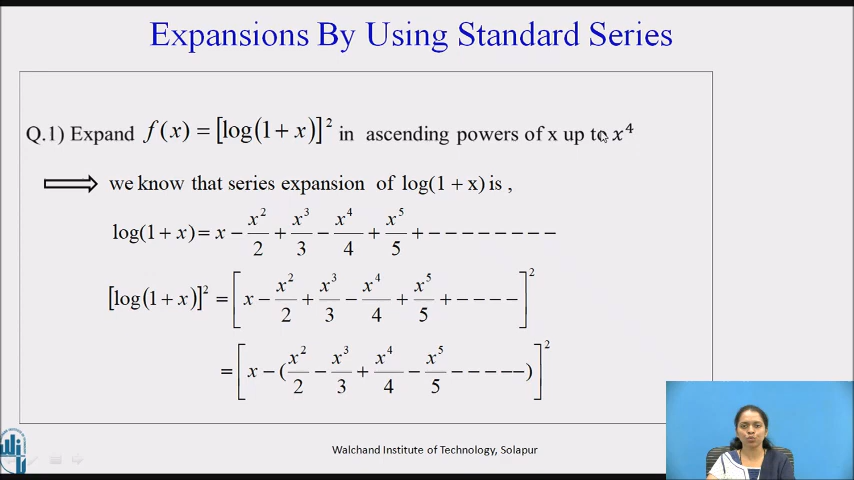 Expansions By Using Standard Series
Q.1) Expand f(x) = [log(1 + x)]² in ascending powers of x up to x⁴
we know that series expansion of log(1 + x) is ,
log(1 + x) = x − x²/2 + x³/3 − x⁴/4 + x⁵/5 + − − − − − − − −
[log(1 + x)]² = [x − x²/2 + x³/3 − x⁴/4 + x⁵/5 + − − − −]²
= [x − (x²/2 − x³/3 + x⁴/4 − x⁵/5 − − − − −)]²
Walchand Institute of Technology, Solapur